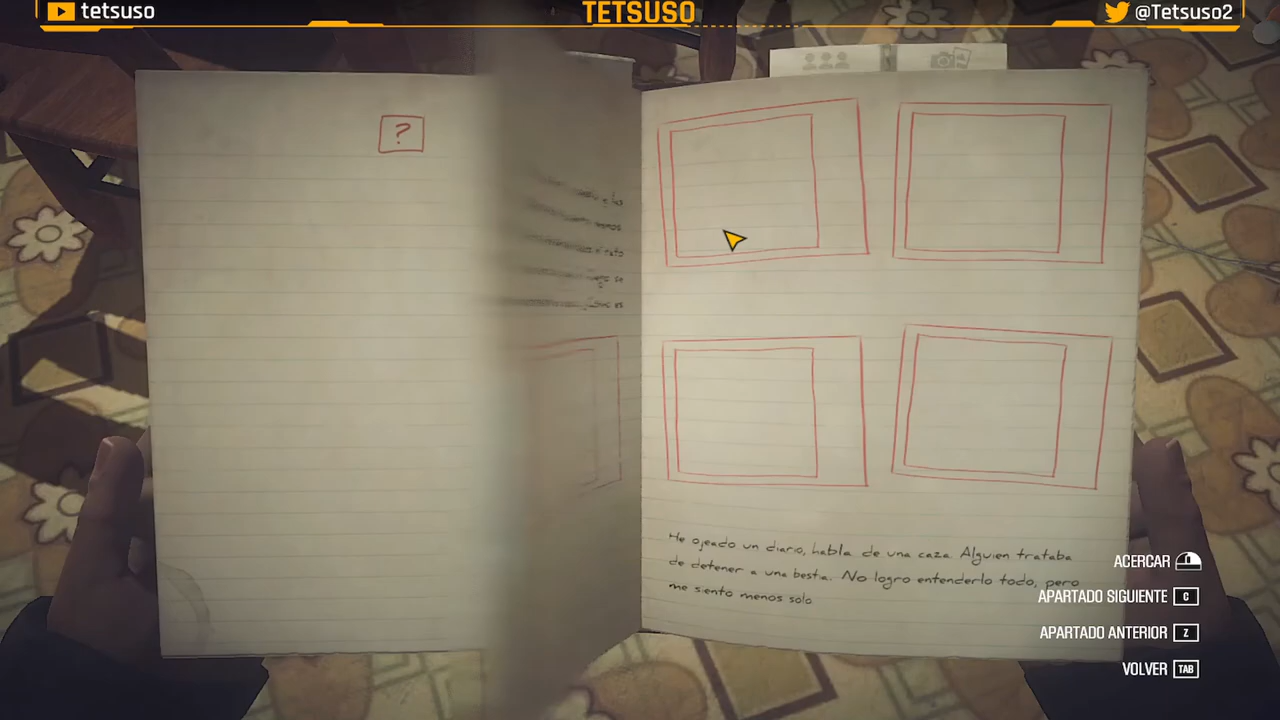 tetsuso
TETSUSO
@Tetsuso2
?
He ojeado un diario, habla de una caza. Alguien trataba
de detener a una bestia. No logro entenderlo todo, pero
me siento menos solo
ACERCAR
APARTADO SIGUIENTE C
APARTADO ANTERIOR Z
VOLVER TAB